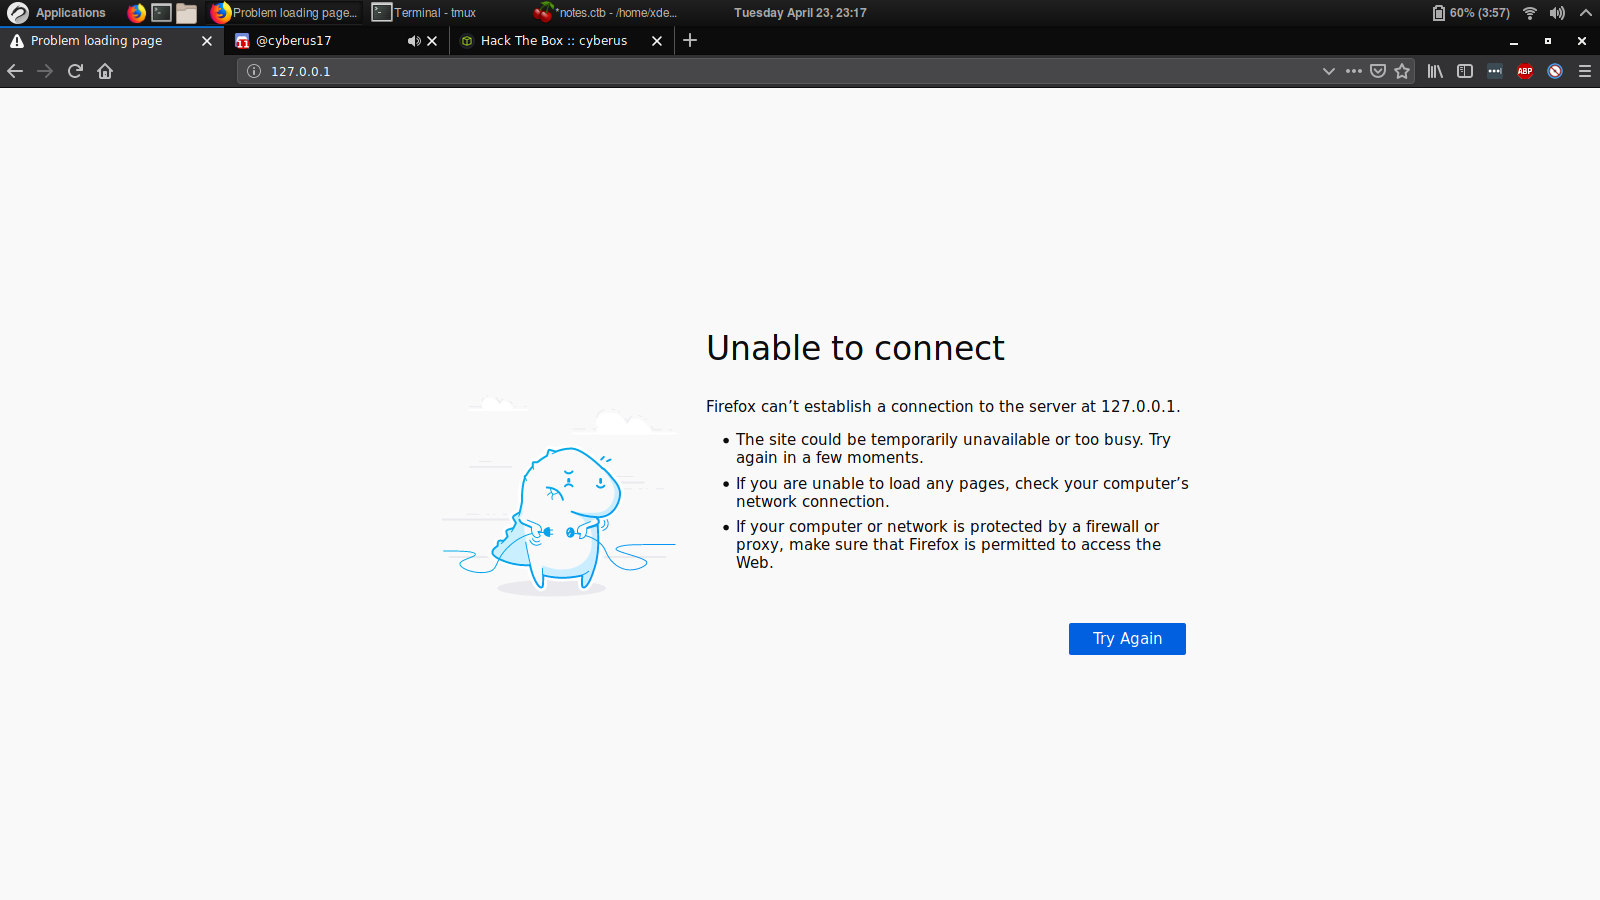 Applications
Problem loading page...
Terminal - tmux
*notes.ctb - /home/xde...
Tuesday April 23, 23:17
60% (3:57)
Problem loading page
11
@cyberus17
Hack The Box :: cyberus
127.0.0.1
ABP
Unable to connect
Firefox can’t establish a connection to the server at 127.0.0.1.
• The site could be temporarily unavailable or too busy. Try
again in a few moments.
• If you are unable to load any pages, check your computer’s
network connection.
• If your computer or network is protected by a firewall or
proxy, make sure that Firefox is permitted to access the
Web.
Try Again